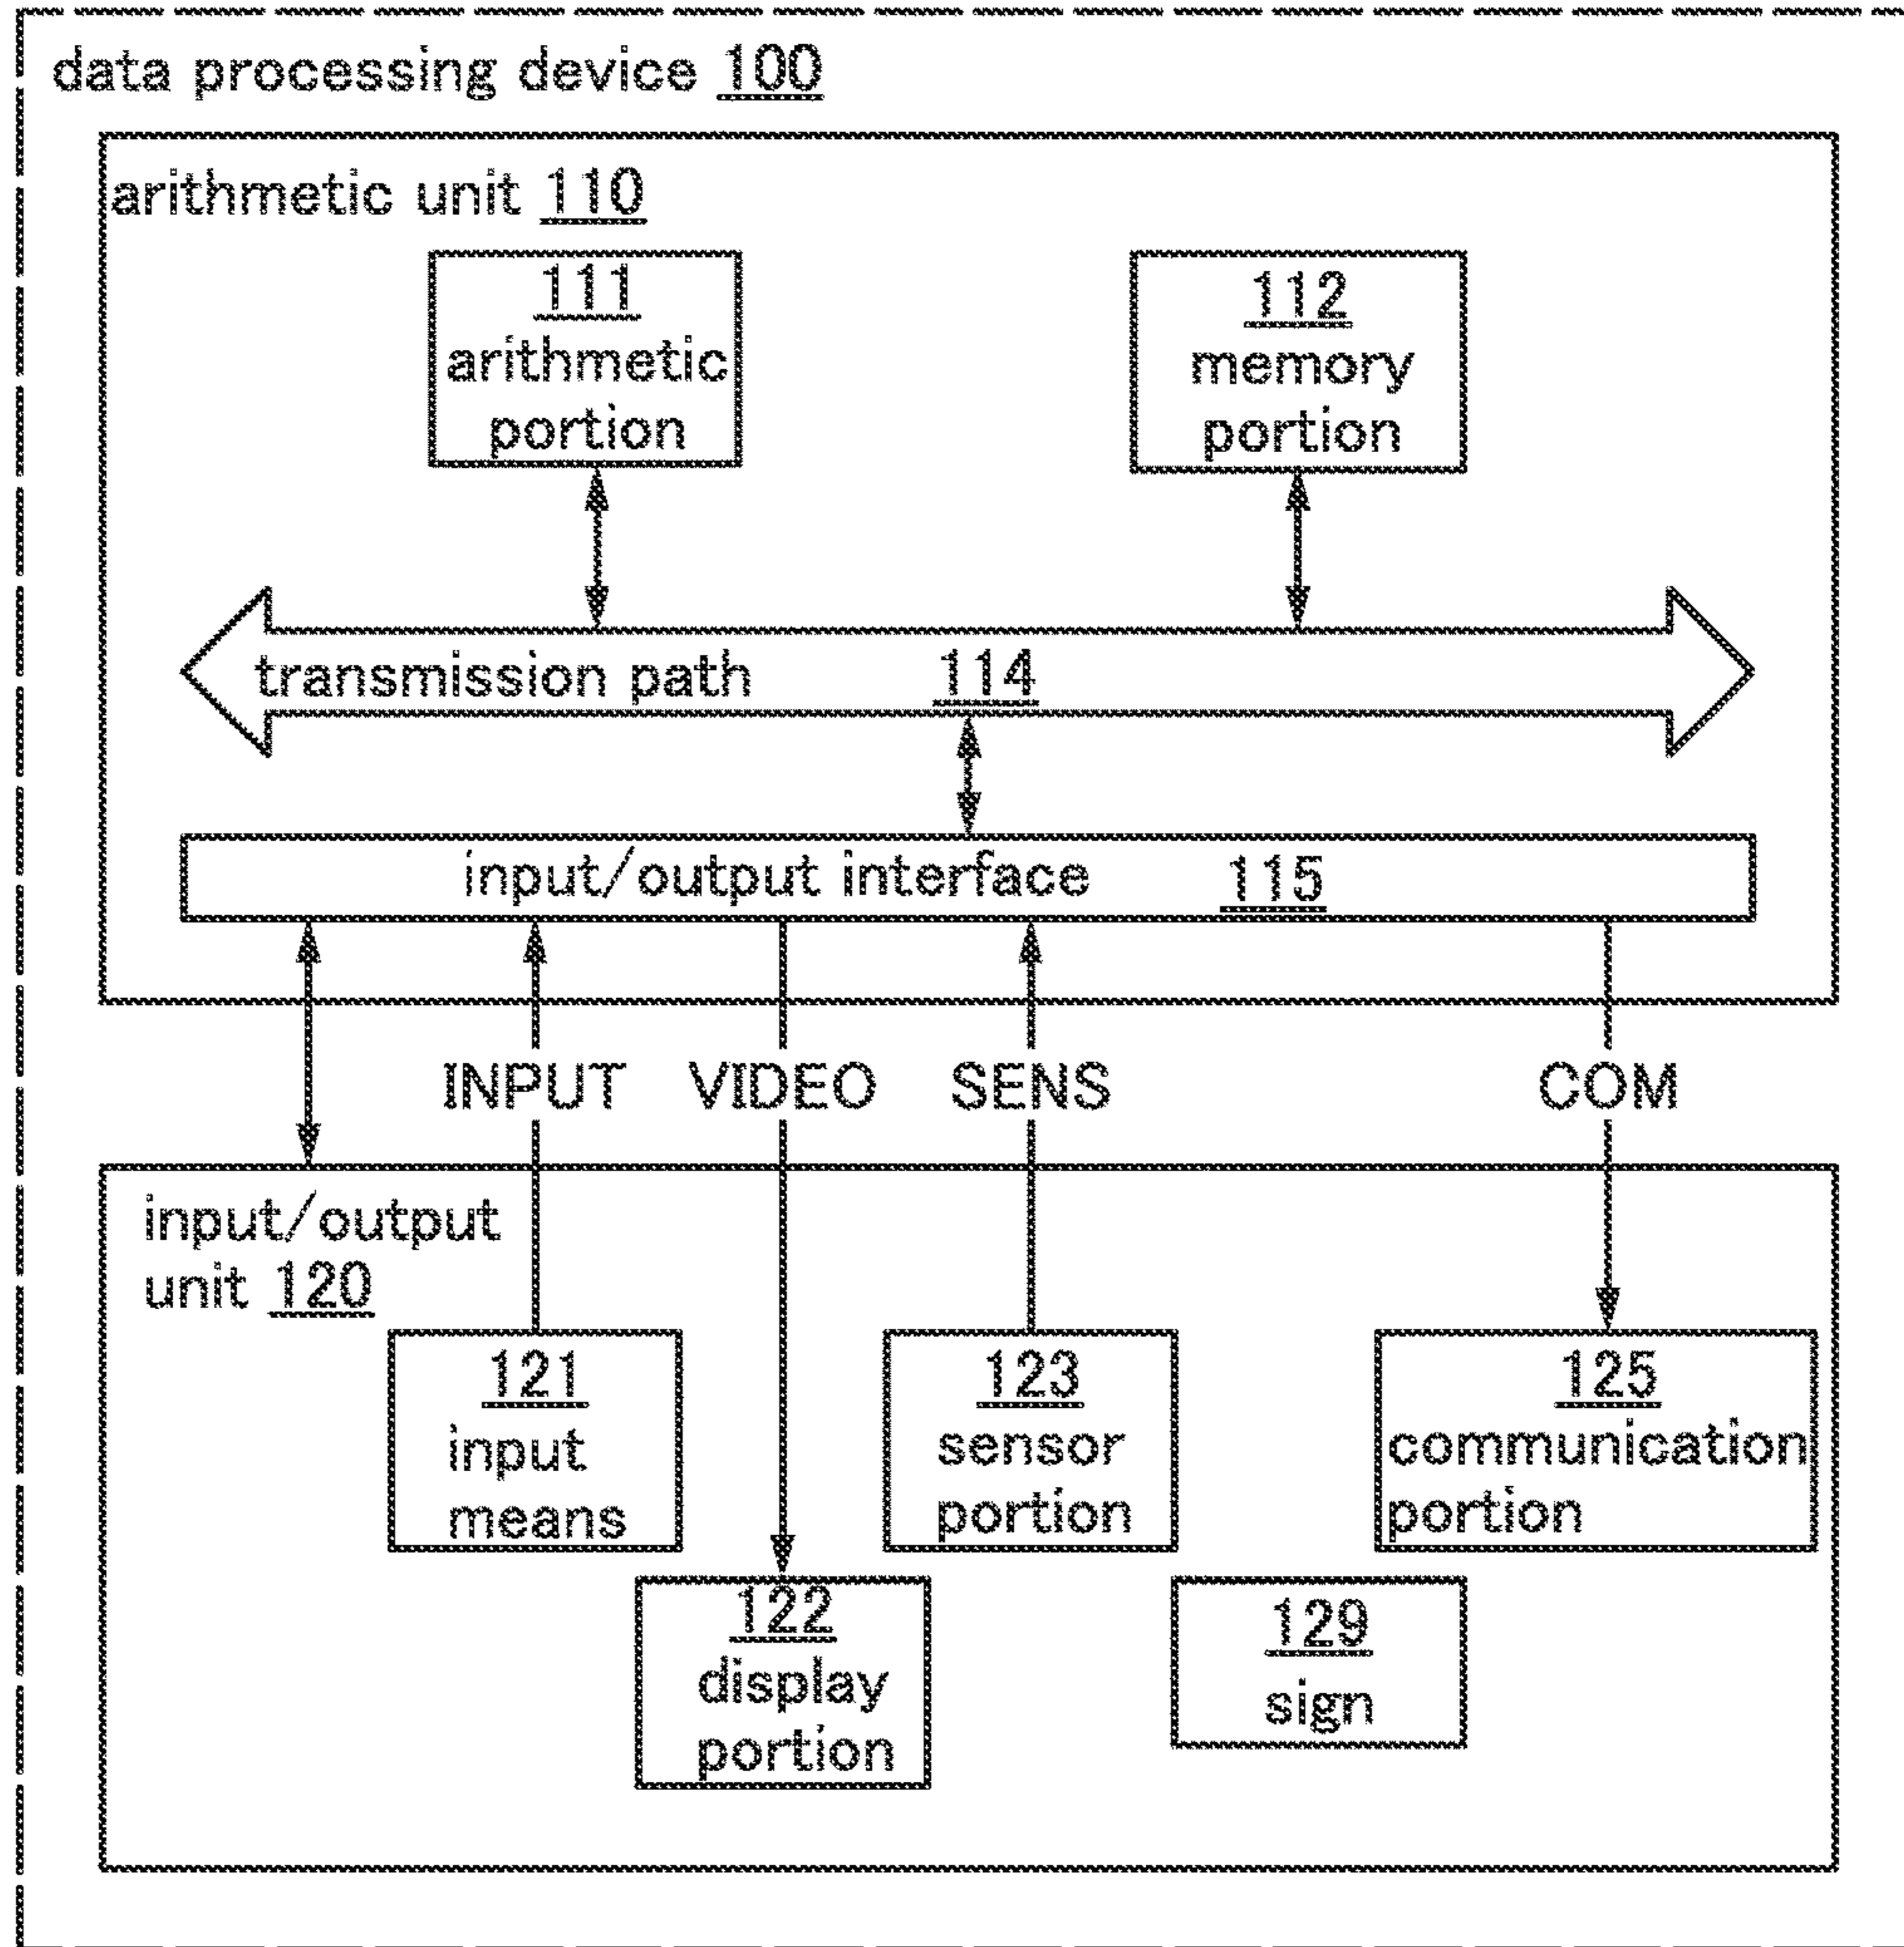 data processing device 100
arithmetic unit 110
111
arithmetic
portion
112
memory
portion
transmission path 114
input/output interface 115
INPUT VIDEO SENS COM
input/output
unit 120
121
input
means
123
sensor
portion
125
communication
portion
122
display
portion
129
sign